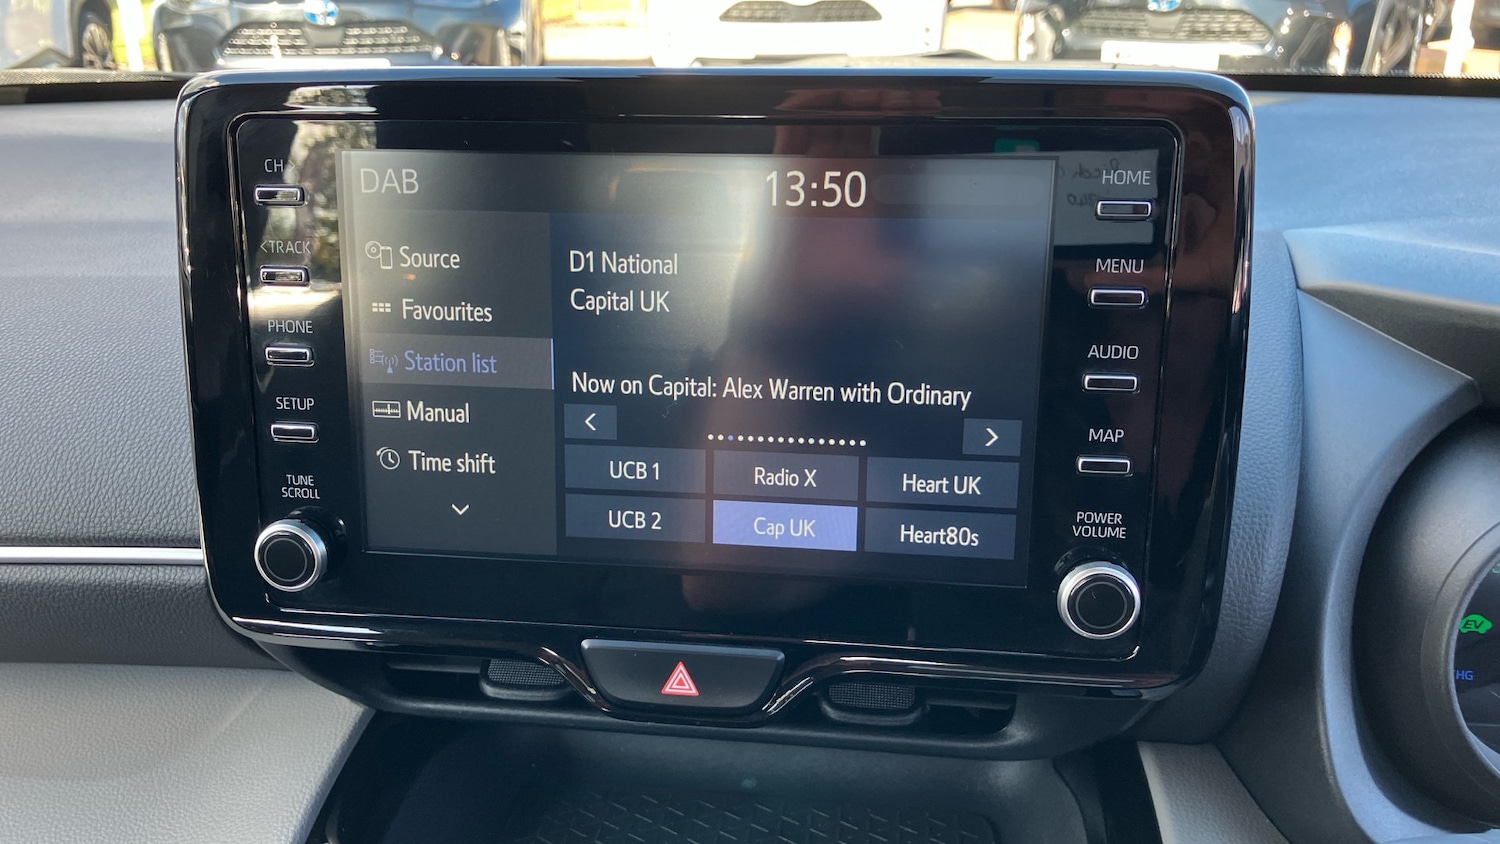 CH >
< TRACK
PHONE
SETUP
TUNE
SCROLL
DAB
13:50
Source
Favourites
Station list
Manual
Time shift
D1 National
Capital UK
Now on Capital: Alex Warren with Ordinary
<
>
UCB 1
Radio X
Heart UK
UCB 2
Cap UK
Heart80s
HOME
MENU
AUDIO
MAP
POWER
VOLUME
EV
HG